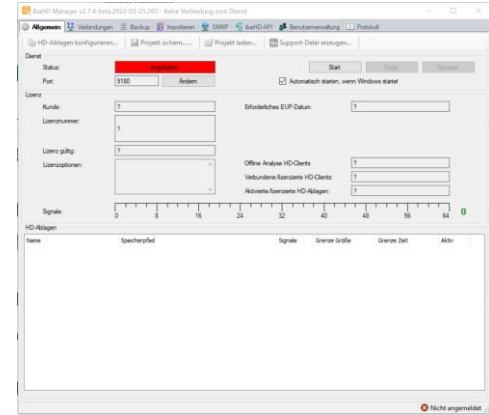 ibaHD Manager v2.7.4-beta.2022-03-25.285 - Keine Verbindung zum Dienst
Allgemein Verbindungen Backup Importieren SNMP ibaHD-API Benutzerverwaltung Protokoll
HD-Ablagen konfigurieren... Projekt sichern... Projekt laden... Support-Datei erzeugen...
Dienst
Status: Angehalten Start Stopp Neustart
Port: 9180 Ändern Automatisch starten, wenn Windows startet
Lizenz
Kunde: ? Erforderliches EUP-Datum: ?
Lizenznummer: ?
Lizenz gültig: ?
Lizenzoptionen: Offline Analyse HD-Clients ?
Verbundene/lizenzierte HD-Clients: ?
Aktivierte/lizenzierte HD-Ablagen: ?
Signale: 0 8 16 24 32 40 48 56 64 0
HD-Ablagen
Name Speicherpfad Signale Grenze Größe Grenze Zeit Aktiv
Nicht angemeldet